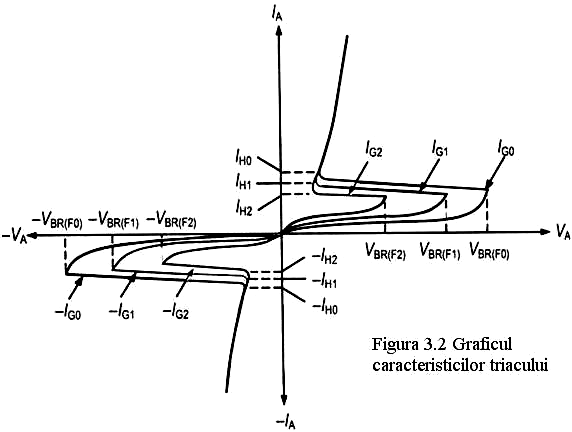 I_A
I_H0
I_H1
I_H2
I_G2
I_G1
I_G0
-V_BR(F0)
-V_BR(F1)
-V_BR(F2)
-V_A
V_A
V_BR(F2)
V_BR(F1)
V_BR(F0)
-I_H2
-I_H1
-I_H0
-I_G0
-I_G1
-I_G2
Figura 3.2 Graficul
caracteristicilor triacului
-I_A